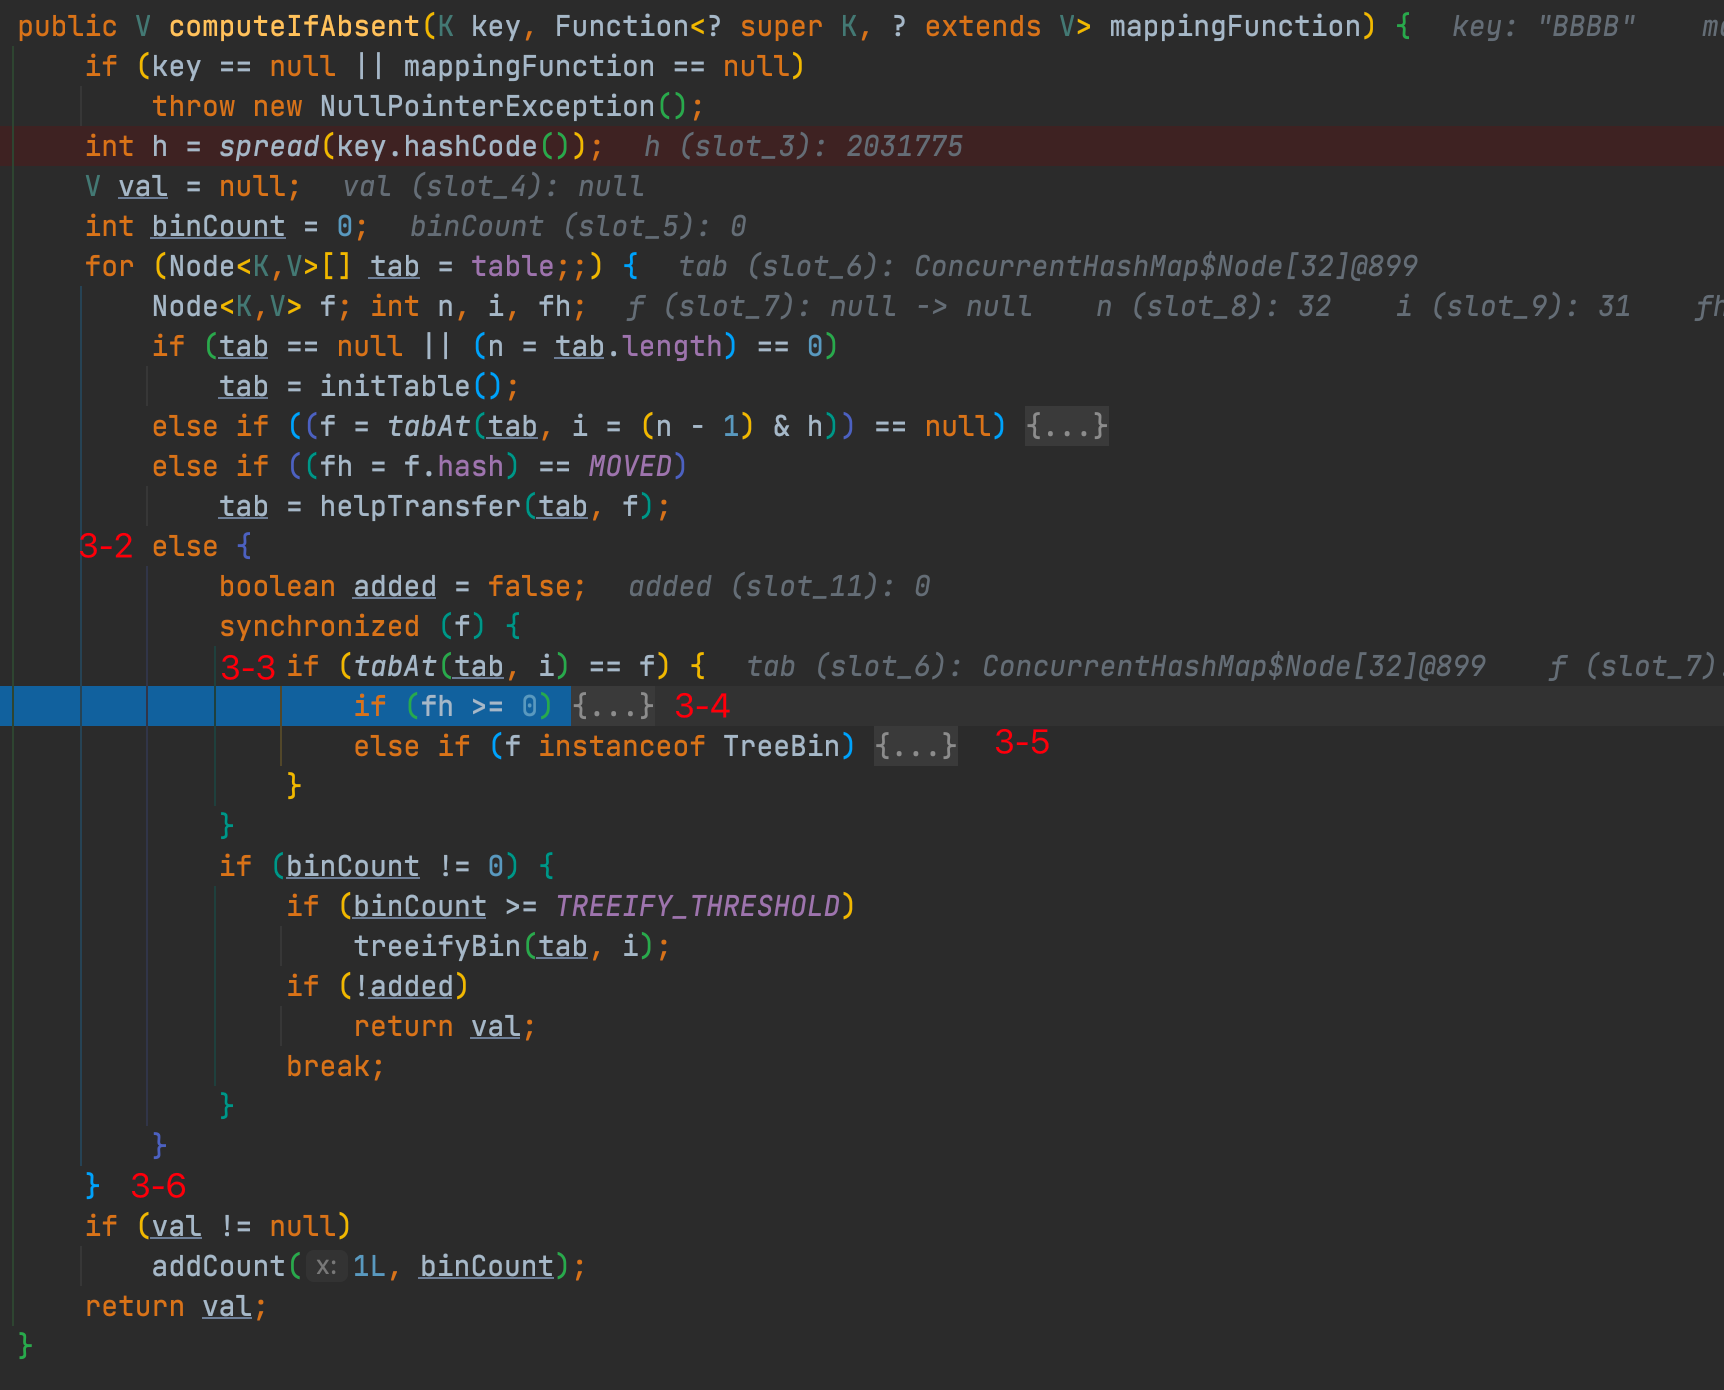 public V computeIfAbsent(K key, Function<? super K, ? extends V> mappingFunction) { key: "BBBB"
if (key == null || mappingFunction == null)
throw new NullPointerException();
int h = spread(key.hashCode()); h (slot_3): 2031775
V val = null; val (slot_4): null
int binCount = 0; binCount (slot_5): 0
for (Node<K,V>[] tab = table;;) { tab (slot_6): ConcurrentHashMap$Node[32]@899
Node<K,V> f; int n, i, fh; f (slot_7): null -> null n (slot_8): 32 i (slot_9): 31 fh
if (tab == null || (n = tab.length) == 0)
tab = initTable();
else if ((f = tabAt(tab, i = (n - 1) & h)) == null) {...}
else if ((fh = f.hash) == MOVED)
tab = helpTransfer(tab, f);
3-2 else {
boolean added = false; added (slot_11): 0
synchronized (f) {
3-3 if (tabAt(tab, i) == f) { tab (slot_6): ConcurrentHashMap$Node[32]@899 f (slot_7)
if (fh >= 0) {...} 3-4
else if (f instanceof TreeBin) {...} 3-5
}
}
if (binCount != 0) {
if (binCount >= TREEIFY_THRESHOLD)
treeifyBin(tab, i);
if (!added)
return val;
break;
}
}
} 3-6
if (val != null)
addCount( x: 1L, binCount);
return val;
}